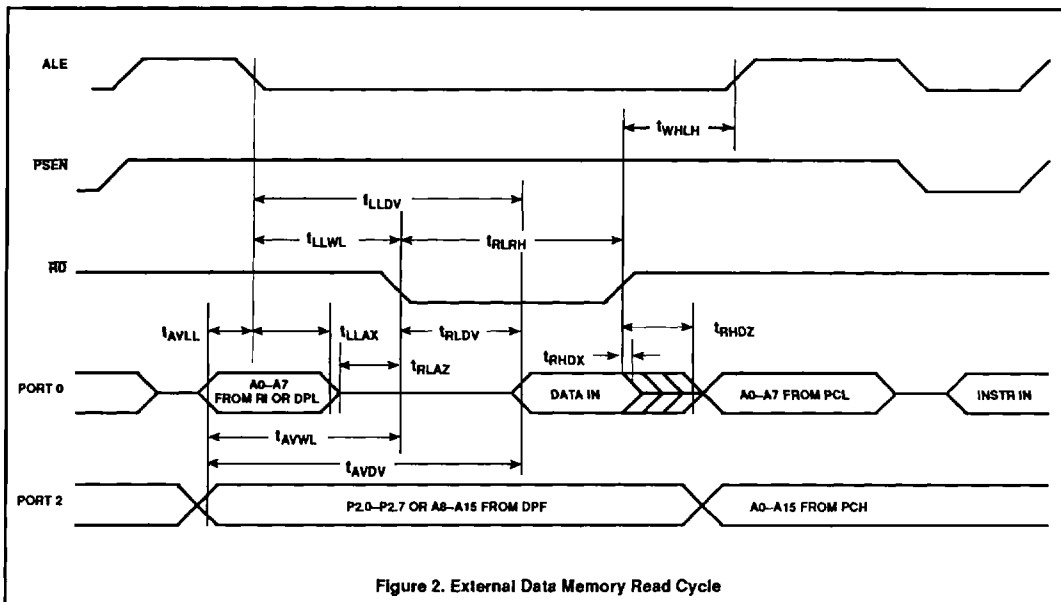 ALE
tWHLH
PSEN
tLLDV
tLLWL
tRLRH
RD
tAVLL
tLLAX
tRLDV
tRHDZ
tRLAZ
tRHDX
PORT 0
A0–A7
FROM RI OR DPL
DATA IN
A0–A7 FROM PCL
INSTR IN
tAVWL
tAVDV
PORT 2
P2.0–P2.7 OR A8–A15 FROM DPF
A0–A15 FROM PCH
Figure 2. External Data Memory Read Cycle